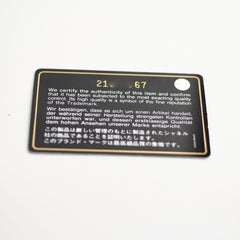 21 67
We certify the authenticity of this item and confirm
that it has been subjected to the most exacting quality
control. Its high quality is a symbol of the fine reputation
of the Trademark.
Wir bestätigen, dass es sich um einen Artikel handelt,
der während seiner Herstellung strengsten Kontrollen
unterworfen war, und dessen erstklassige Qualität
dem hohen Ansehen unserer Marke entspricht.
この製品は厳しい管理のもとに製造されたシャネル
社の商品であることを証明いたします。
このブランド・マークは最高級品質の証明です。